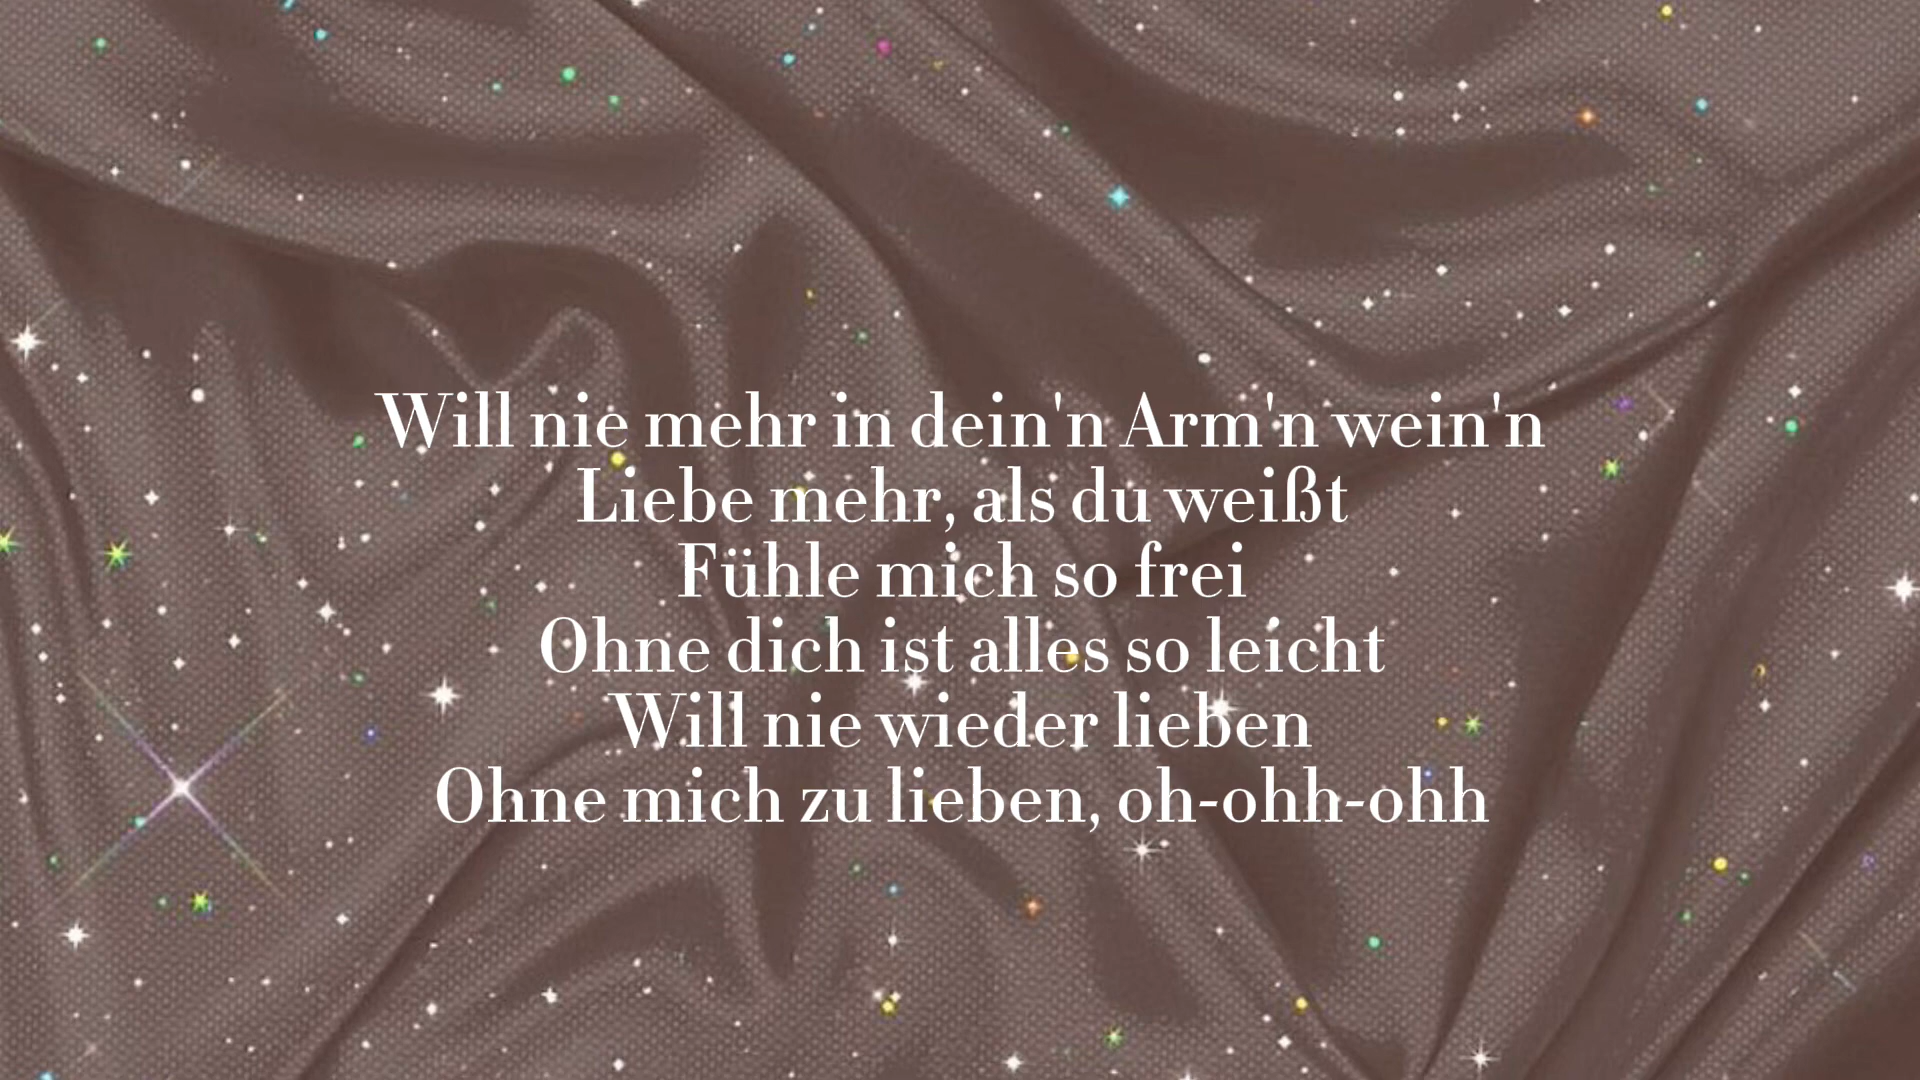 Will nie mehr in dein'n Arm'n wein'n
Liebe mehr, als du weißt
Fühle mich so frei
Ohne dich ist alles so leicht
Will nie wieder lieben
Ohne mich zu lieben, oh-ohh-ohh